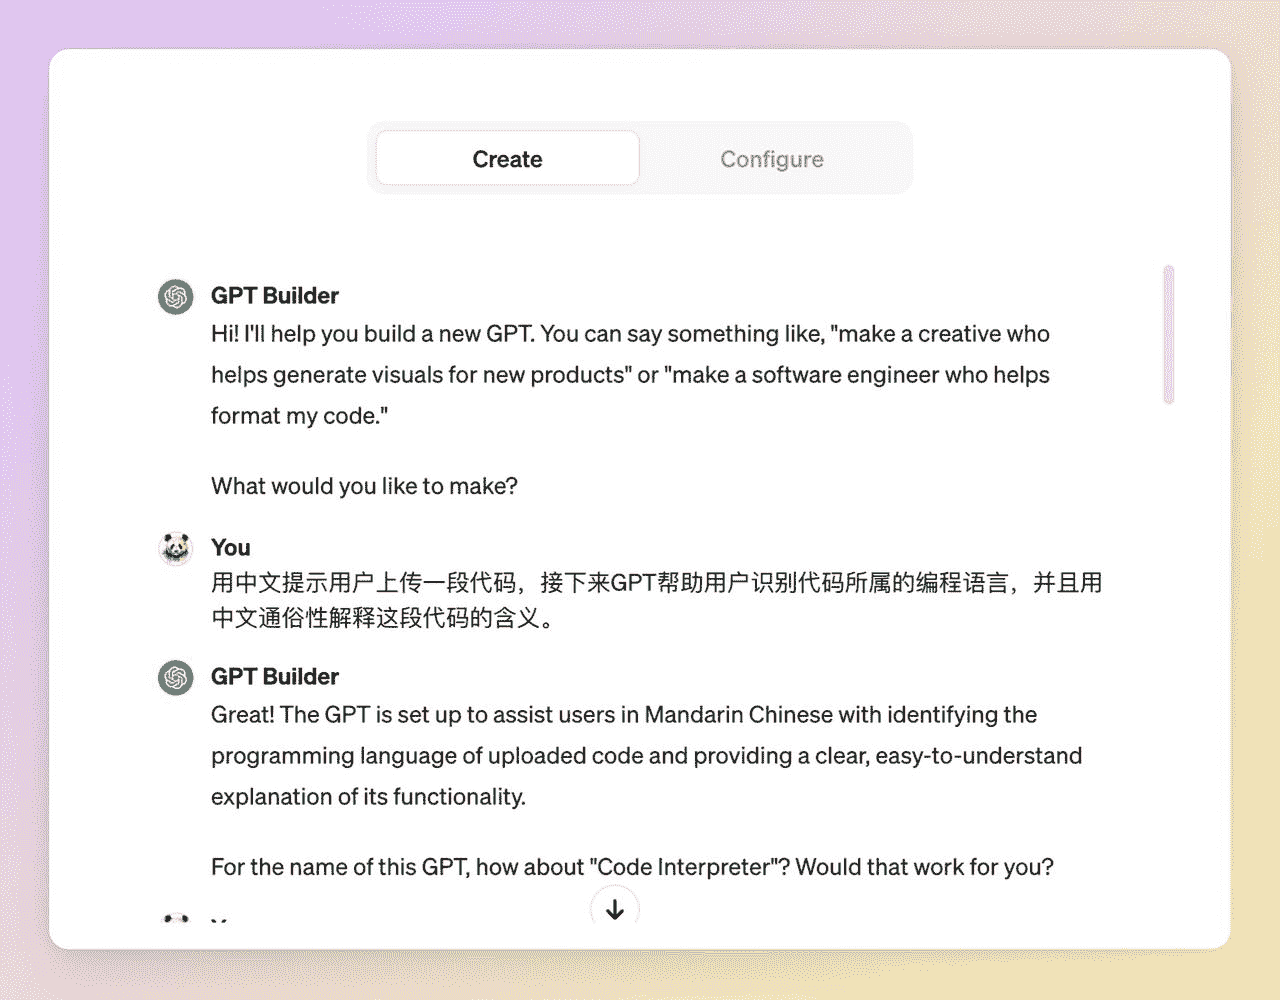 Create
Configure
GPT Builder
Hi! I'll help you build a new GPT. You can say something like, "make a creative who
helps generate visuals for new products" or "make a software engineer who helps
format my code."
What would you like to make?
You
用中文提示用户上传一段代码，接下来GPT帮助用户识别代码所属的编程语言，并且用
中文通俗性解释这段代码的含义。
GPT Builder
Great! The GPT is set up to assist users in Mandarin Chinese with identifying the
programming language of uploaded code and providing a clear, easy-to-understand
explanation of its functionality.
For the name of this GPT, how about "Code Interpreter"? Would that work for you?